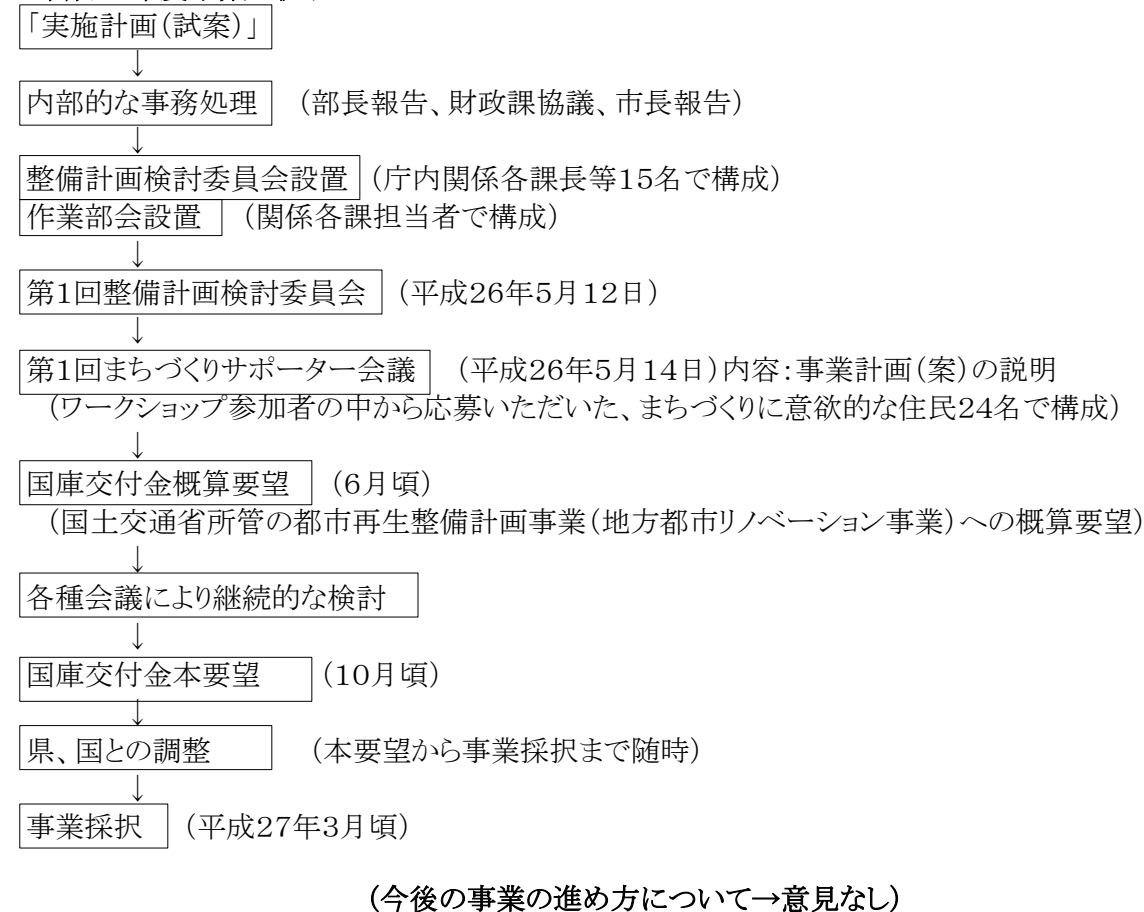 「実施計画(試案)」
↓
内部的な事務処理 (部長報告、財政課協議、市長報告)
↓
整備計画検討委員会設置 (庁内関係各課長等15名で構成)
作業部会設置 (関係各課担当者で構成)
↓
第1回整備計画検討委員会 (平成26年5月12日)
↓
第1回まちづくりサポーター会議 (平成26年5月14日)内容:事業計画(案)の説明
(ワークショップ参加者の中から応募いただいた、まちづくりに意欲的な住民24名で構成)
↓
国庫交付金概算要望 (6月頃)
(国土交通省所管の都市再生整備計画事業(地方都市リノベーション事業)への概算要望)
↓
各種会議により継続的な検討
↓
国庫交付金本要望 (10月頃)
↓
県、国との調整 (本要望から事業採択まで随時)
↓
事業採択 (平成27年3月頃)
(今後の事業の進め方について→意見なし)